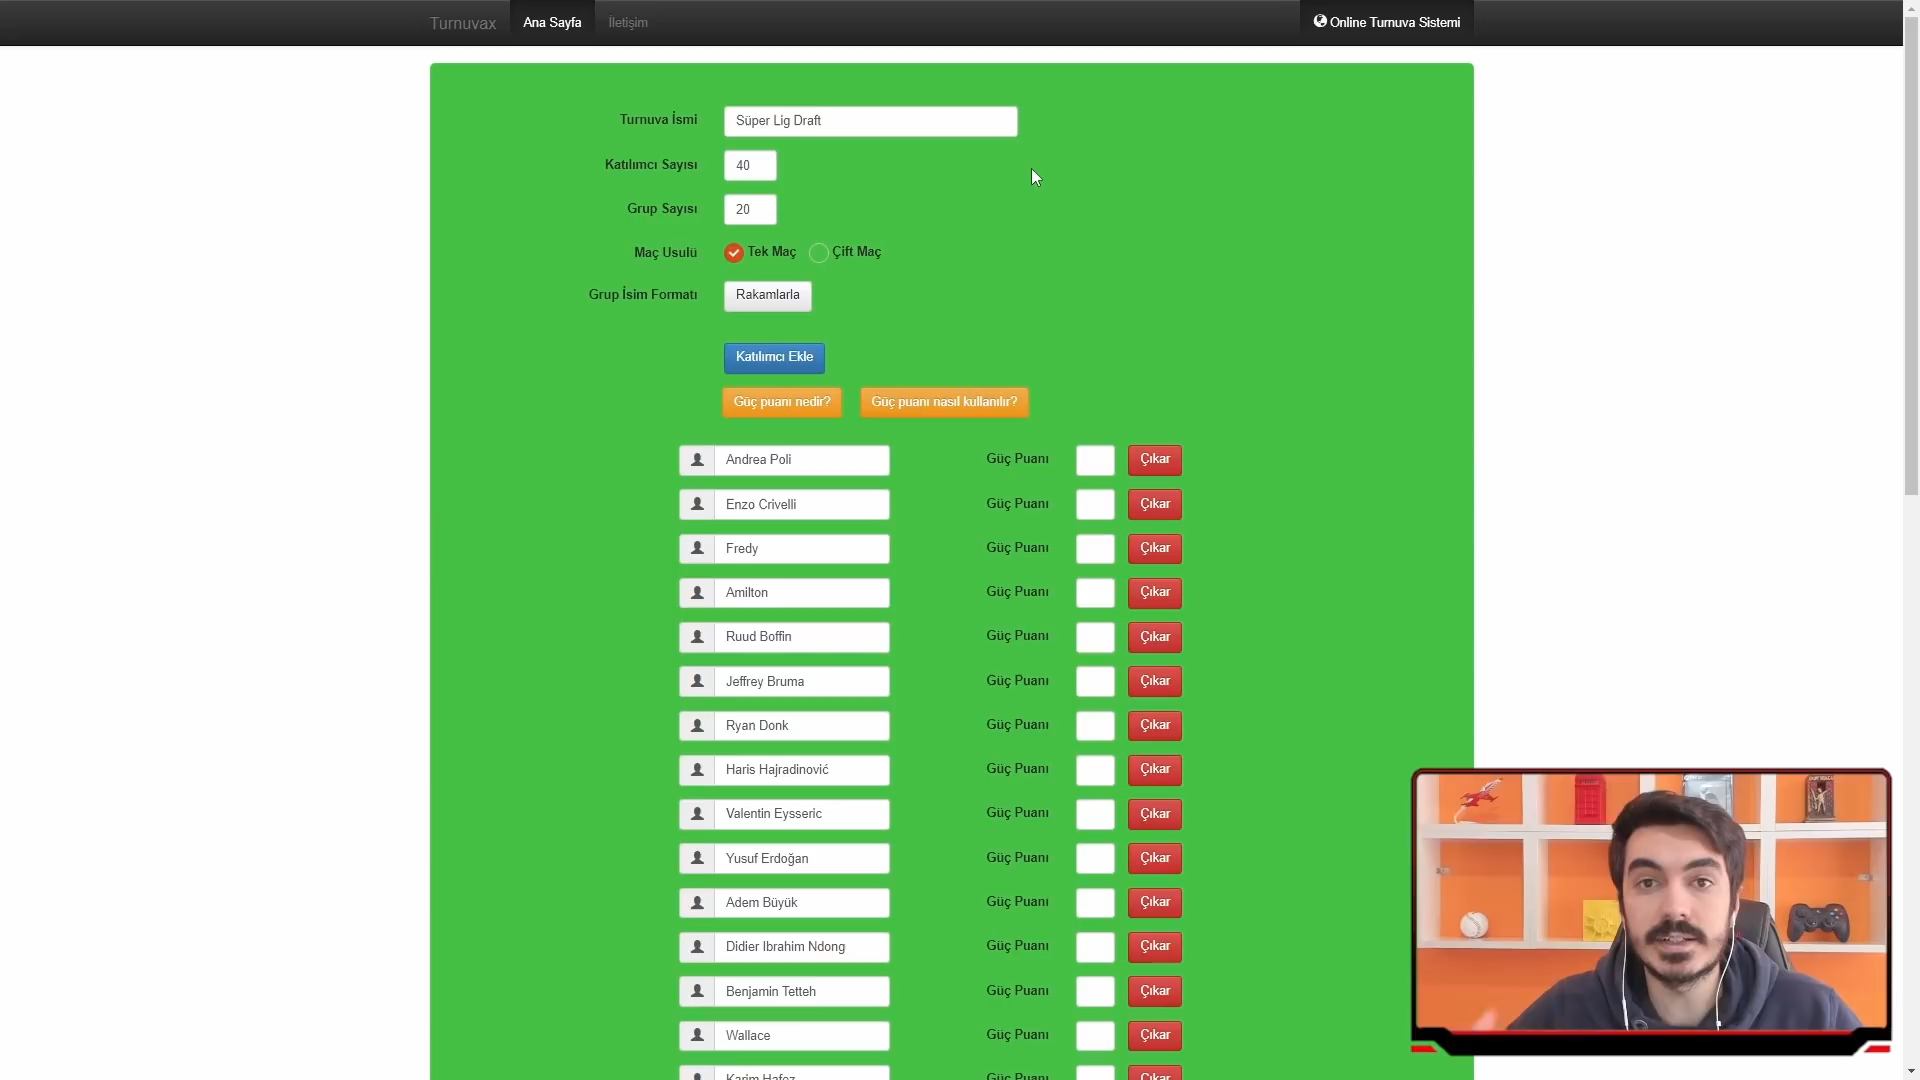 Turnuvax Ana Sayfa İletişim Online Turnuva Sistemi
Turnuva İsmi Süper Lig Draft
Katılımcı Sayısı 40
Grup Sayısı 20
Maç Usulü Tek Maç Çift Maç
Grup İsim Formatı Rakamlarla
Katılımcı Ekle
Güç puanı nedir? Güç puanı nasıl kullanılır?
Andrea Poli Güç Puanı Çıkar
Enzo Crivelli Güç Puanı Çıkar
Fredy Güç Puanı Çıkar
Amilton Güç Puanı Çıkar
Ruud Boffin Güç Puanı Çıkar
Jeffrey Bruma Güç Puanı Çıkar
Ryan Donk Güç Puanı Çıkar
Haris Hajradinović Güç Puanı Çıkar
Valentin Eysseric Güç Puanı Çıkar
Yusuf Erdoğan Güç Puanı Çıkar
Adem Büyük Güç Puanı Çıkar
Didier Ibrahim Ndong Güç Puanı Çıkar
Benjamin Tetteh Güç Puanı Çıkar
Wallace Güç Puanı Çıkar
Karim Hafez Güç Puanı Çıkar